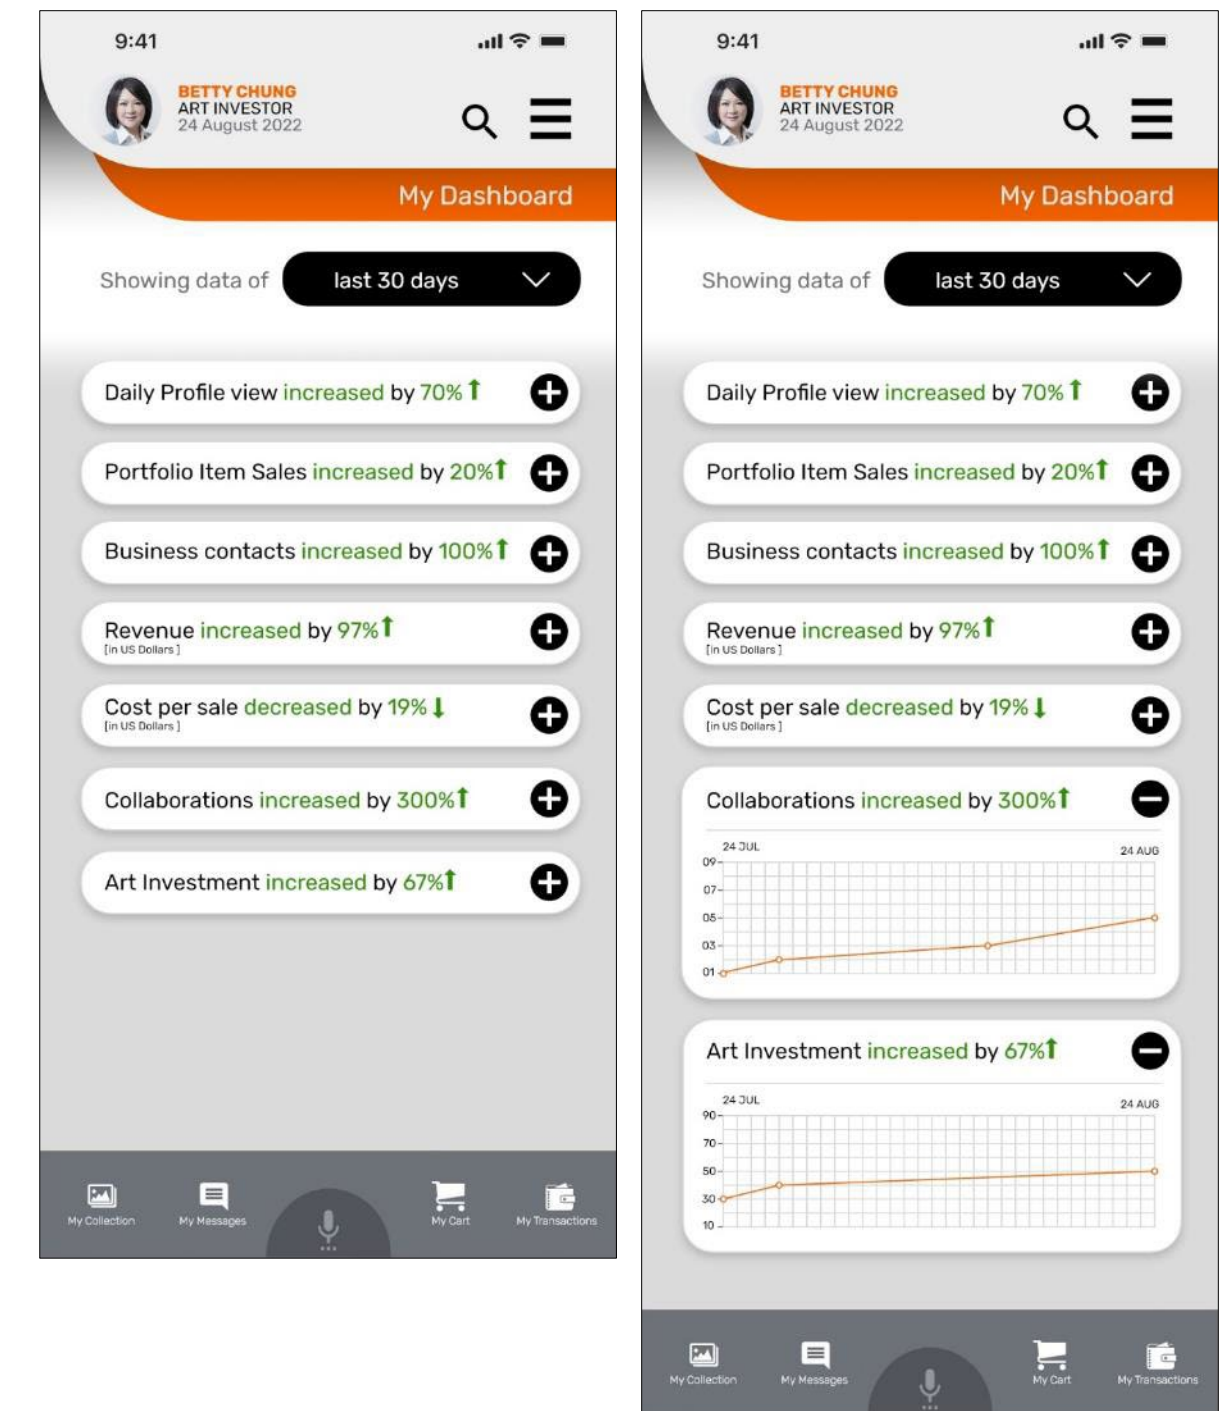 9:41
BETTY CHUNG
ART INVESTOR
24 August 2022
My Dashboard
Showing data of last 30 days
Daily Profile view increased by 70%
Portfolio Item Sales increased by 20%
Business contacts increased by 100%
Revenue increased by 97%
[in US Dollars ]
Cost per sale decreased by 19%
[in US Dollars ]
Collaborations increased by 300%
Art Investment increased by 67%
My Collection My Messages My Cart My Transactions
9:41
BETTY CHUNG
ART INVESTOR
24 August 2022
My Dashboard
Showing data of last 30 days
Daily Profile view increased by 70%
Portfolio Item Sales increased by 20%
Business contacts increased by 100%
Revenue increased by 97%
[in US Dollars ]
Cost per sale decreased by 19%
[in US Dollars ]
Collaborations increased by 300%
24 JUL 24 AUG
09
07
05
03
01
Art Investment increased by 67%
24 JUL 24 AUG
90
70
50
30
10
My Collection My Messages My Cart My Transactions